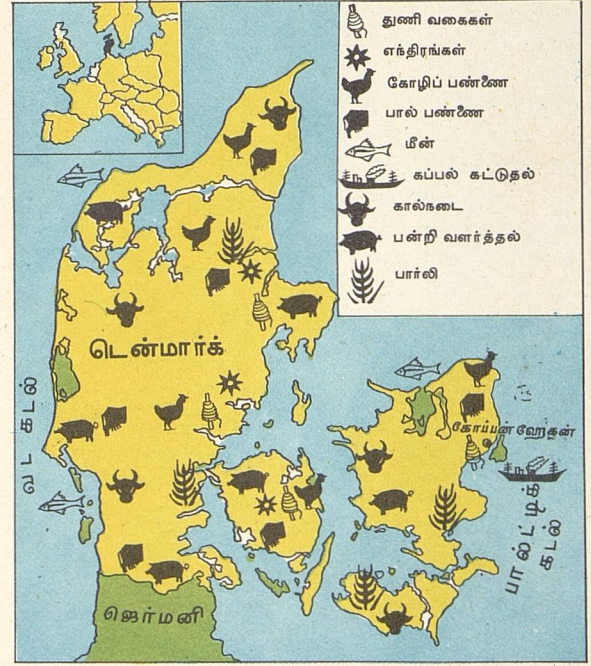 துணி வகைகள்
எந்திரங்கள்
கோழிப் பண்ணை
பால் பண்ணை
மீன்
கப்பல் கட்டுதல்
கால்நடை
பன்றி வளர்த்தல்
பார்லி
டென்மார்க்
வட கடல்
கோப்பன்ஹேகன்
பால்ட்டிக்
கடல்
ஜெர்மனி